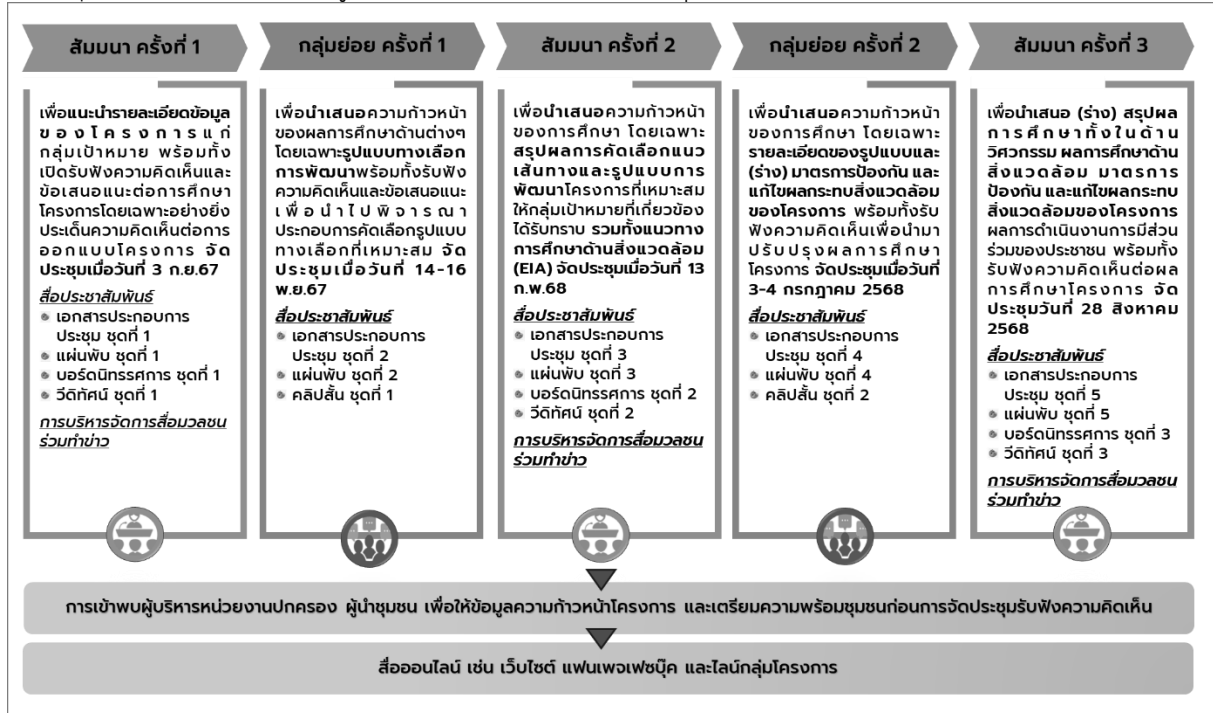 สัมมนา ครั้งที่ 1
เพื่อแนะนำรายละเอียดข้อมูล
ของโครงการแก่
กลุ่มเป้าหมาย พร้อมทั้ง
เปิดรับฟังความคิดเห็นและ
ข้อเสนอแนะต่อการศึกษา
โครงการโดยเฉพาะอย่างยิ่ง
ประเด็นความคิดเห็นต่อการ
ออกแบบโครงการ จัด
ประชุมเมื่อวันที่ 3 ก.ย.67
สื่อประชาสัมพันธ์
เอกสารประกอบการ
ประชุม ชุดที่ 1
แผ่นพับ ชุดที่ 1
บอร์ดนิทรรศการ ชุดที่ 1
วีดิทัศน์ ชุดที่ 1
การบริหารจัดการสื่อมวลชน
ร่วมทำข่าว
กลุ่มย่อย ครั้งที่ 1
เพื่อนำเสนอความก้าวหน้า
ของผลการศึกษาด้านต่างๆ
โดยเฉพาะรูปแบบทางเลือก
การพัฒนาพร้อมทั้งรับฟัง
ความคิดเห็นและข้อเสนอแนะ
เพื่อนำไปพิจารณา
ประกอบการคัดเลือกรูปแบบ
ทางเลือกที่เหมาะสม จัด
ประชุมเมื่อวันที่ 14-16
พ.ย.67
สื่อประชาสัมพันธ์
เอกสารประกอบการ
ประชุม ชุดที่ 2
แผ่นพับ ชุดที่ 2
คลิปสั้น ชุดที่ 1
สัมมนา ครั้งที่ 2
เพื่อนำเสนอความก้าวหน้า
ของการศึกษา โดยเฉพาะ
สรุปผลการคัดเลือกแนว
เส้นทางและรูปแบบการ
พัฒนาโครงการที่เหมาะสม
ให้กลุ่มเป้าหมายที่เกี่ยวข้อง
ได้รับทราบ รวมทั้งแนวทาง
การศึกษาด้านสิ่งแวดล้อม
(EIA) จัดประชุมเมื่อวันที่ 13
ก.พ.68
สื่อประชาสัมพันธ์
เอกสารประกอบการ
ประชุม ชุดที่ 3
แผ่นพับ ชุดที่ 3
บอร์ดนิทรรศการ ชุดที่ 2
วีดิทัศน์ ชุดที่ 2
การบริหารจัดการสื่อมวลชน
ร่วมทำข่าว
กลุ่มย่อย ครั้งที่ 2
เพื่อนำเสนอความก้าวหน้า
ของการศึกษา โดยเฉพาะ
รายละเอียดของรูปแบบและ
(ร่าง) มาตรการป้องกัน และ
แก้ไขผลกระทบสิ่งแวดล้อม
ของโครงการ พร้อมทั้งรับ
ฟังความคิดเห็นเพื่อนำมา
ปรับปรุงผลการศึกษา
โครงการ จัดประชุมเมื่อวันที่
3-4 กรกฎาคม 2568
สื่อประชาสัมพันธ์
เอกสารประกอบการ
ประชุม ชุดที่ 4
แผ่นพับ ชุดที่ 4
คลิปสั้น ชุดที่ 2
สัมมนา ครั้งที่ 3
เพื่อนำเสนอ (ร่าง) สรุปผล
การศึกษาทั้งในด้าน
วิศวกรรม ผลการศึกษาด้าน
สิ่งแวดล้อม มาตรการ
ป้องกัน และแก้ไขผลกระทบ
สิ่งแวดล้อมของโครงการ
ผลการดำเนินงานการมีส่วน
ร่วมของประชาชน พร้อมทั้ง
รับฟังความคิดเห็นต่อผล
การศึกษาโครงการ จัด
ประชุมวันที่ 28 สิงหาคม
2568
สื่อประชาสัมพันธ์
เอกสารประกอบการ
ประชุม ชุดที่ 5
แผ่นพับ ชุดที่ 5
บอร์ดนิทรรศการ ชุดที่ 3
วีดิทัศน์ ชุดที่ 3
การบริหารจัดการสื่อมวลชน
ร่วมทำข่าว
การเข้าพบผู้บริหารหน่วยงานปกครอง ผู้นำชุมชน เพื่อให้ข้อมูลความก้าวหน้าโครงการ และเตรียมความพร้อมชุมชนก่อนการจัดประชุมรับฟังความคิดเห็น
สื่อออนไลน์ เช่น เว็บไซต์ แฟนเพจเฟซบุ๊ค และไลน์กลุ่มโครงการ